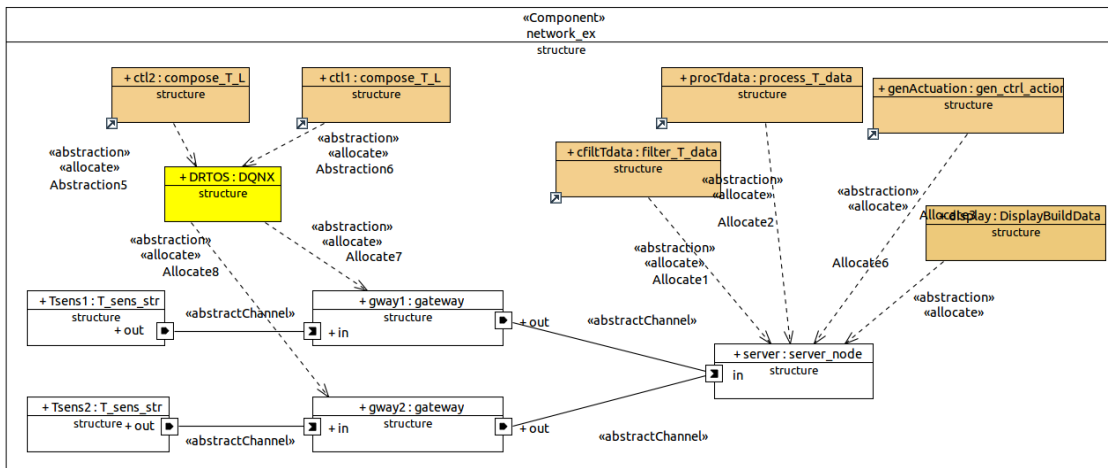 «Component»
network_ex
structure
+ ctl2 : compose_T_L
structure
+ ctl1 : compose_T_L
structure
+ procTdata : process_T_data
structure
+ genActuation : gen_ctrl_action
structure
«abstraction»
«allocate»
Abstraction5
«abstraction»
«allocate»
Abstraction6
+ cfiltTdata : filter_T_data
structure
+ DRTOS : DQNX
structure
«abstraction»
«allocate»
Allocate2
«abstraction»
«allocate»
Allocate3
+ display : DisplayBuildData
structure
«abstraction»
«allocate»
Allocate8
«abstraction»
«allocate»
Allocate7
«abstraction»
«allocate»
Allocate1
Allocate6
«abstraction»
«allocate»
+ Tsens1 : T_sens_str
structure
+ out
«abstractChannel»
+ gway1 : gateway
structure
+ in
+ out
«abstractChannel»
+ server : server_node
structure
in
+ Tsens2 : T_sens_str
structure
+ out
«abstractChannel»
+ gway2 : gateway
structure
+ in
+ out
«abstractChannel»